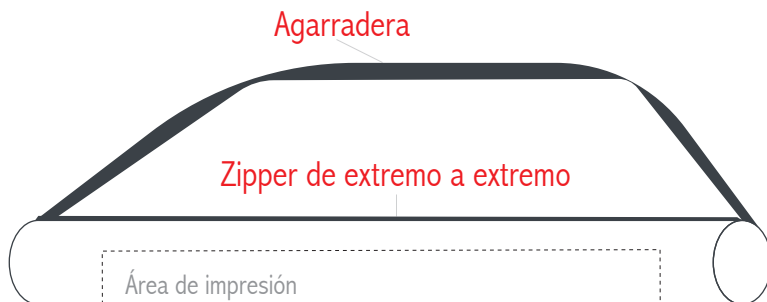 Agarradera
Zipper de extremo a extremo
Área de impresión